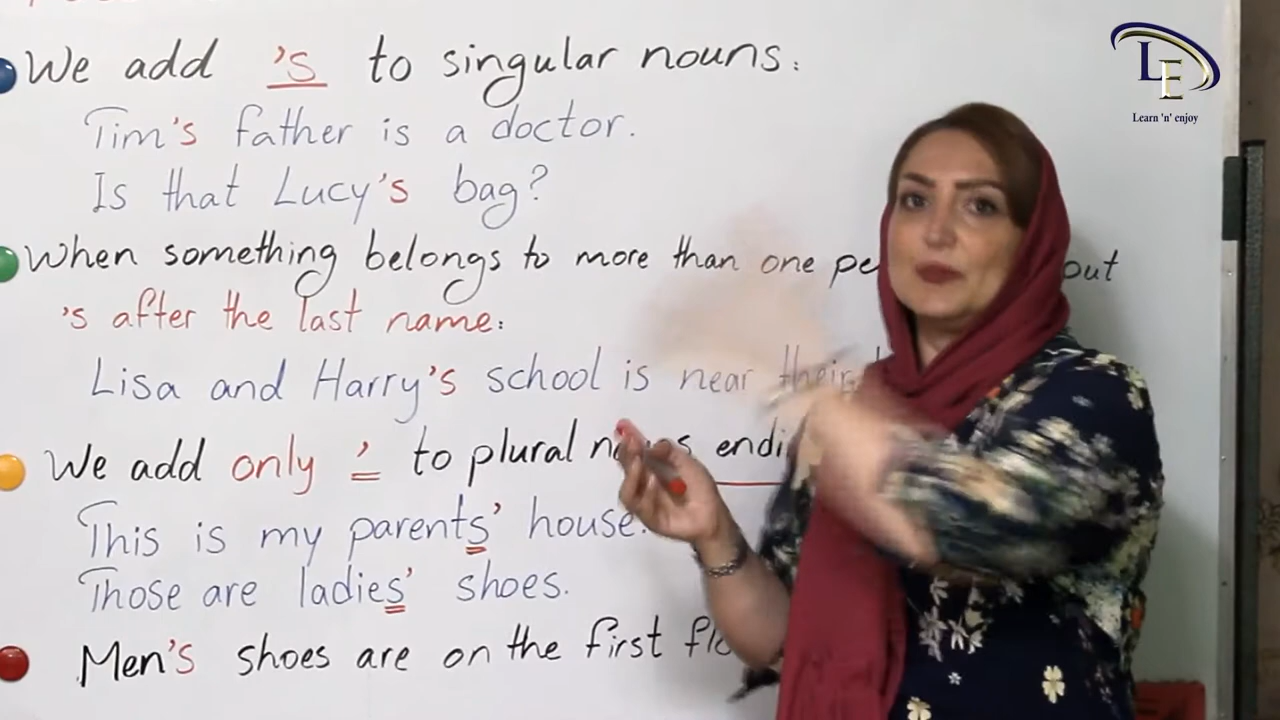 We add 's to singular nouns:
Tim's father is a doctor.
Is that Lucy's bag?
When something belongs to more than one
's after the last name:
Lisa and Harry's school is near their
We add only ' to plural
This is my parents' house.
Those are ladies' shoes.
Men's shoes are on the first
LE
Learn 'n' enjoy